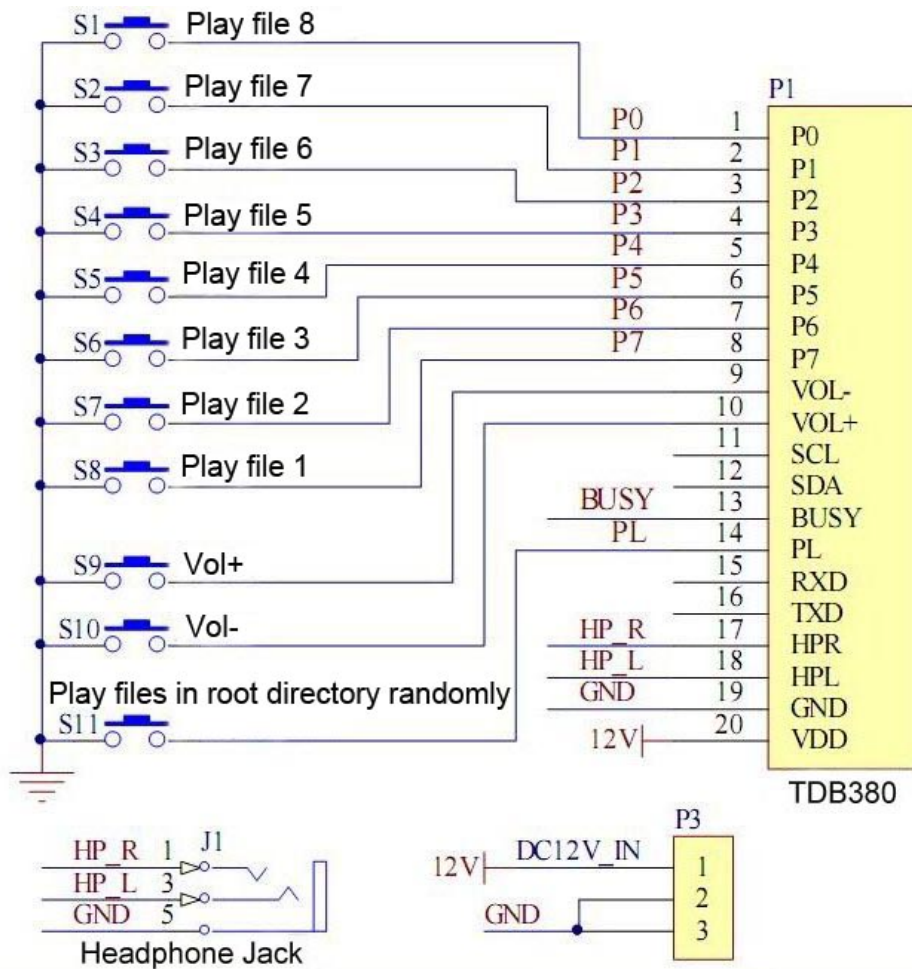 S1 Play file 8
S2 Play file 7
S3 Play file 6
S4 Play file 5
S5 Play file 4
S6 Play file 3
S7 Play file 2
S8 Play file 1
S9 Vol+
S10 Vol-
Play files in root directory randomly
S11
P1
P0 1 P0
P1 2 P1
P2 3 P2
P3 4 P3
P4 5 P4
P5 6 P5
P6 7 P6
P7 8 P7
9 VOL-
10 VOL+
11 SCL
12 SDA
BUSY 13 BUSY
PL 14 PL
15 RXD
16 TXD
HP_R 17 HPR
HP_L 18 HPL
GND 19 GND
12V 20 VDD
TDB380
HP_R 1 J1
HP_L 3
GND 5
Headphone Jack
P3
12V DC12V_IN 1
2
GND 3